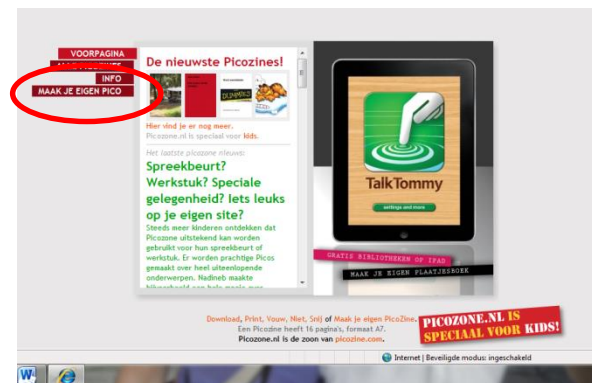 VOORPAGINA
INFO
MAAK JE EIGEN PICO
De nieuwste Picozines!
DUMMIES
Hier vind je er nog meer.
Picozone.nl is speciaal voor kids.
Het laatste picozone nieuws:
Spreekbeurt?
Werkstuk? Speciale
gelegenheid? Iets leuks
op je eigen site?
Steeds meer kinderen ontdekken dat
Picozone uitstekend kan worden
gebruikt voor hun spreekbeurt of
werkstuk. Er worden prachtige Picos
gemaakt over heel uiteenlopende
onderwerpen. Nadineb maakte
TalkTommy
settings and more
GRATIS BIBLIOTHEKEN OP IPAD
MAAK JE EIGEN PLAATJESBOEK
Download, Print, Vouw, Niet, Snij of Maak je eigen PicoZine.
Een Picozine heeft 16 pagina's, formaat A7.
Picozone.nl is de zoon van picozine.com.
PICOZONE.NL IS
SPECIAAL VOOR KIDS!
Internet | Beveiligde modus: ingeschakeld